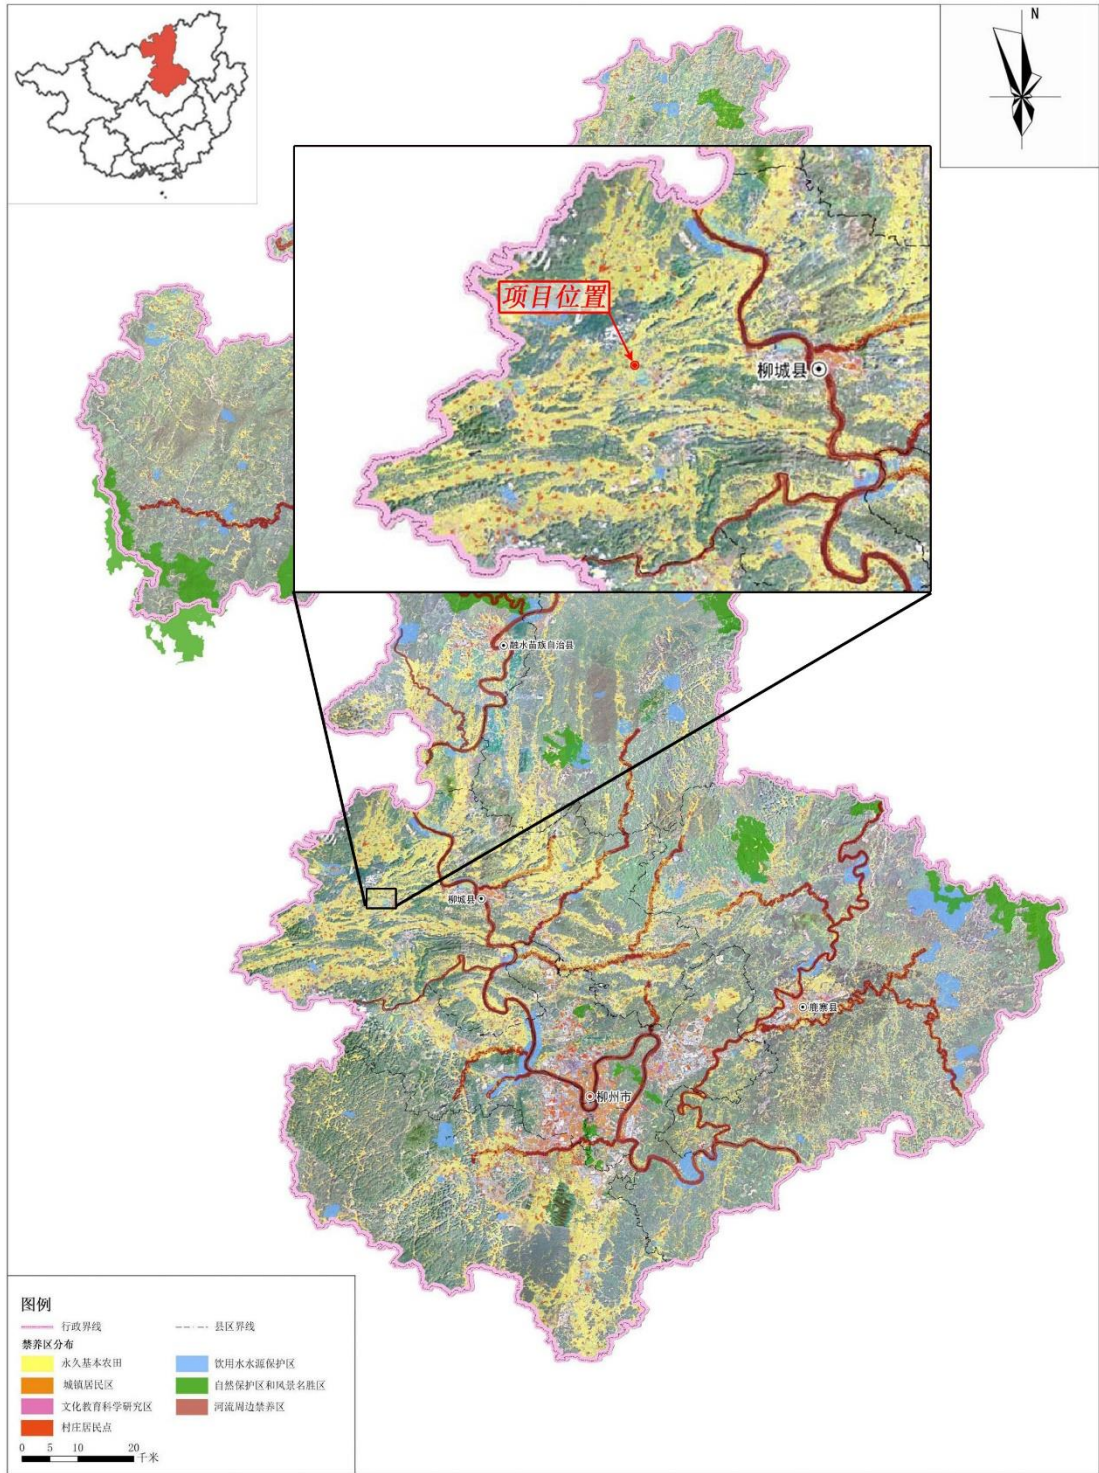 N
项目位置
柳城县
融水苗族自治县
柳城县
鹿寨县
柳州市
图例
行政界线
县区界线
禁养区分布
永久基本农田
饮用水水源保护区
城镇居民区
自然保护区和风景名胜区
文化教育科学研究区
河流周边禁养区
村庄居民点
0 5 10 20
千米